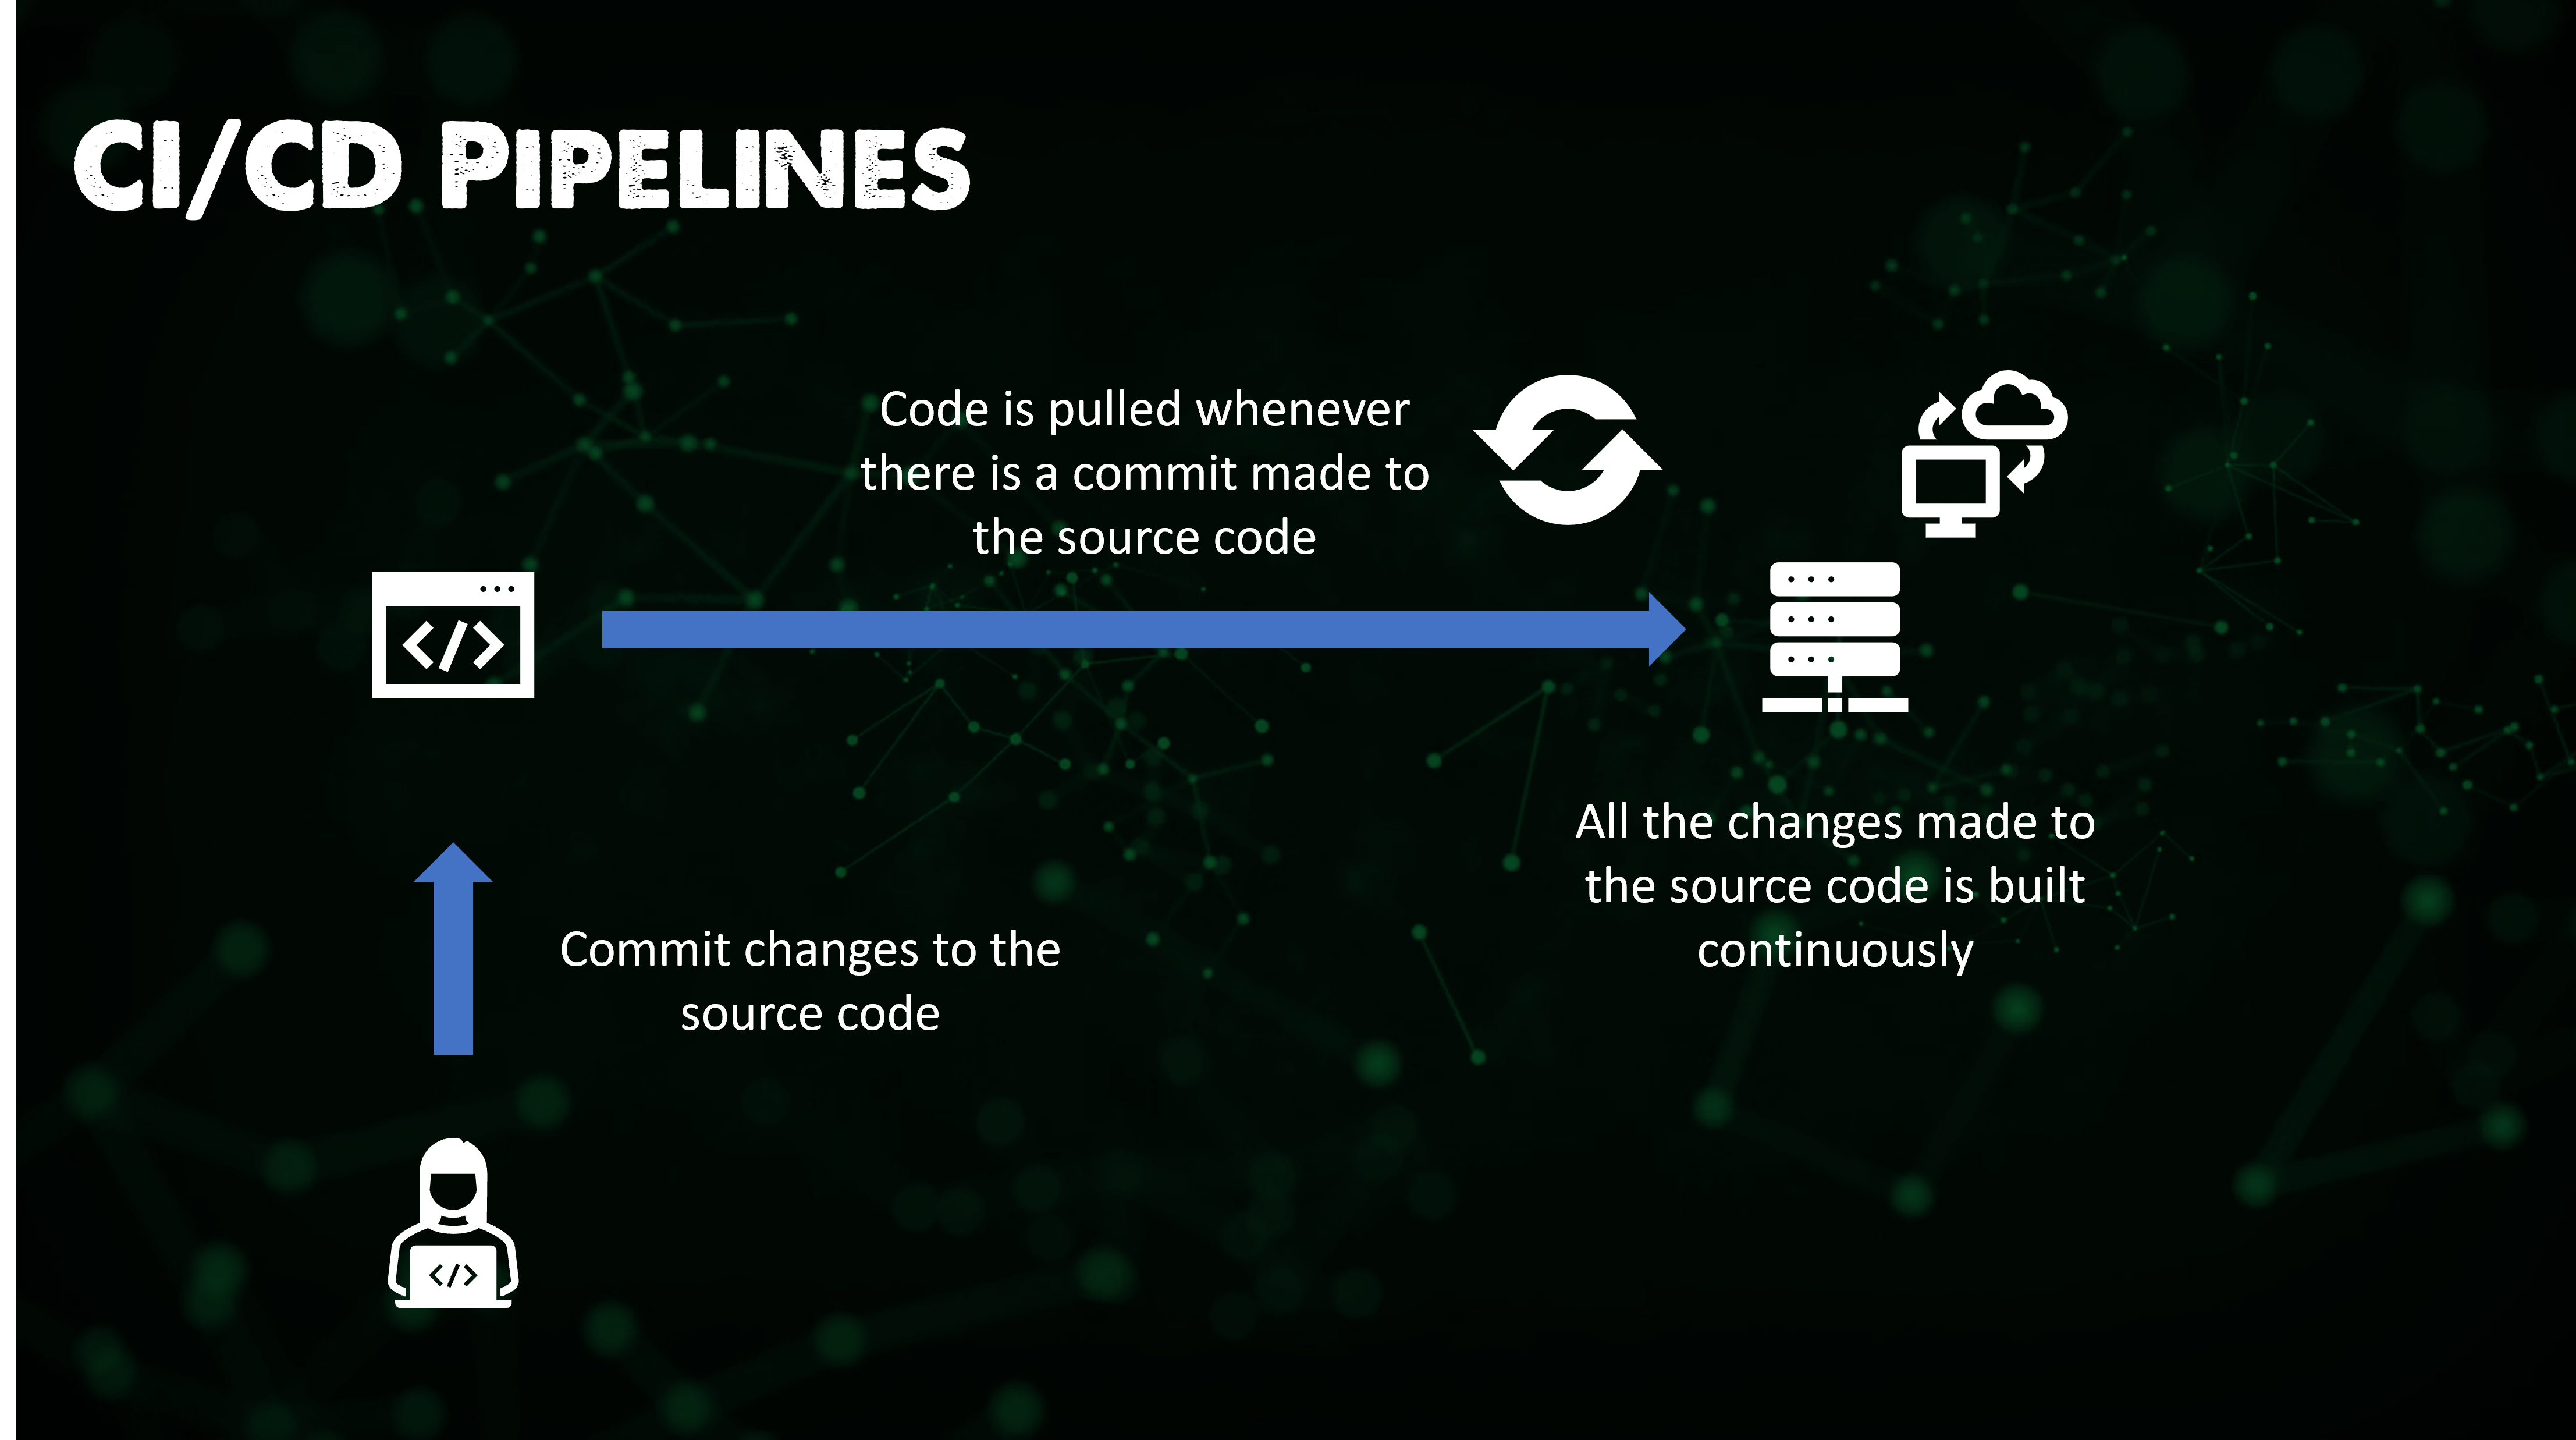 CI/CD PIPELINES
Code is pulled whenever
there is a commit made to
the source code
</>
All the changes made to
the source code is built
continuously
Commit changes to the
source code
</>